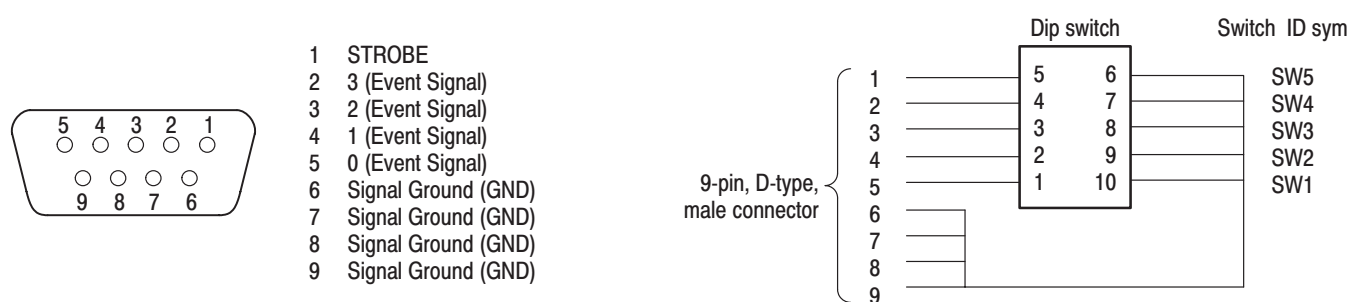 5 4 3 2 1
9 8 7 6
1 STROBE
2 3 (Event Signal)
3 2 (Event Signal)
4 1 (Event Signal)
5 0 (Event Signal)
6 Signal Ground (GND)
7 Signal Ground (GND)
8 Signal Ground (GND)
9 Signal Ground (GND)
Dip switch
Switch ID sym
9-pin, D-type,
male connector
1
2
3
4
5
6
7
8
9
5 6
4 7
3 8
2 9
1 10
SW5
SW4
SW3
SW2
SW1